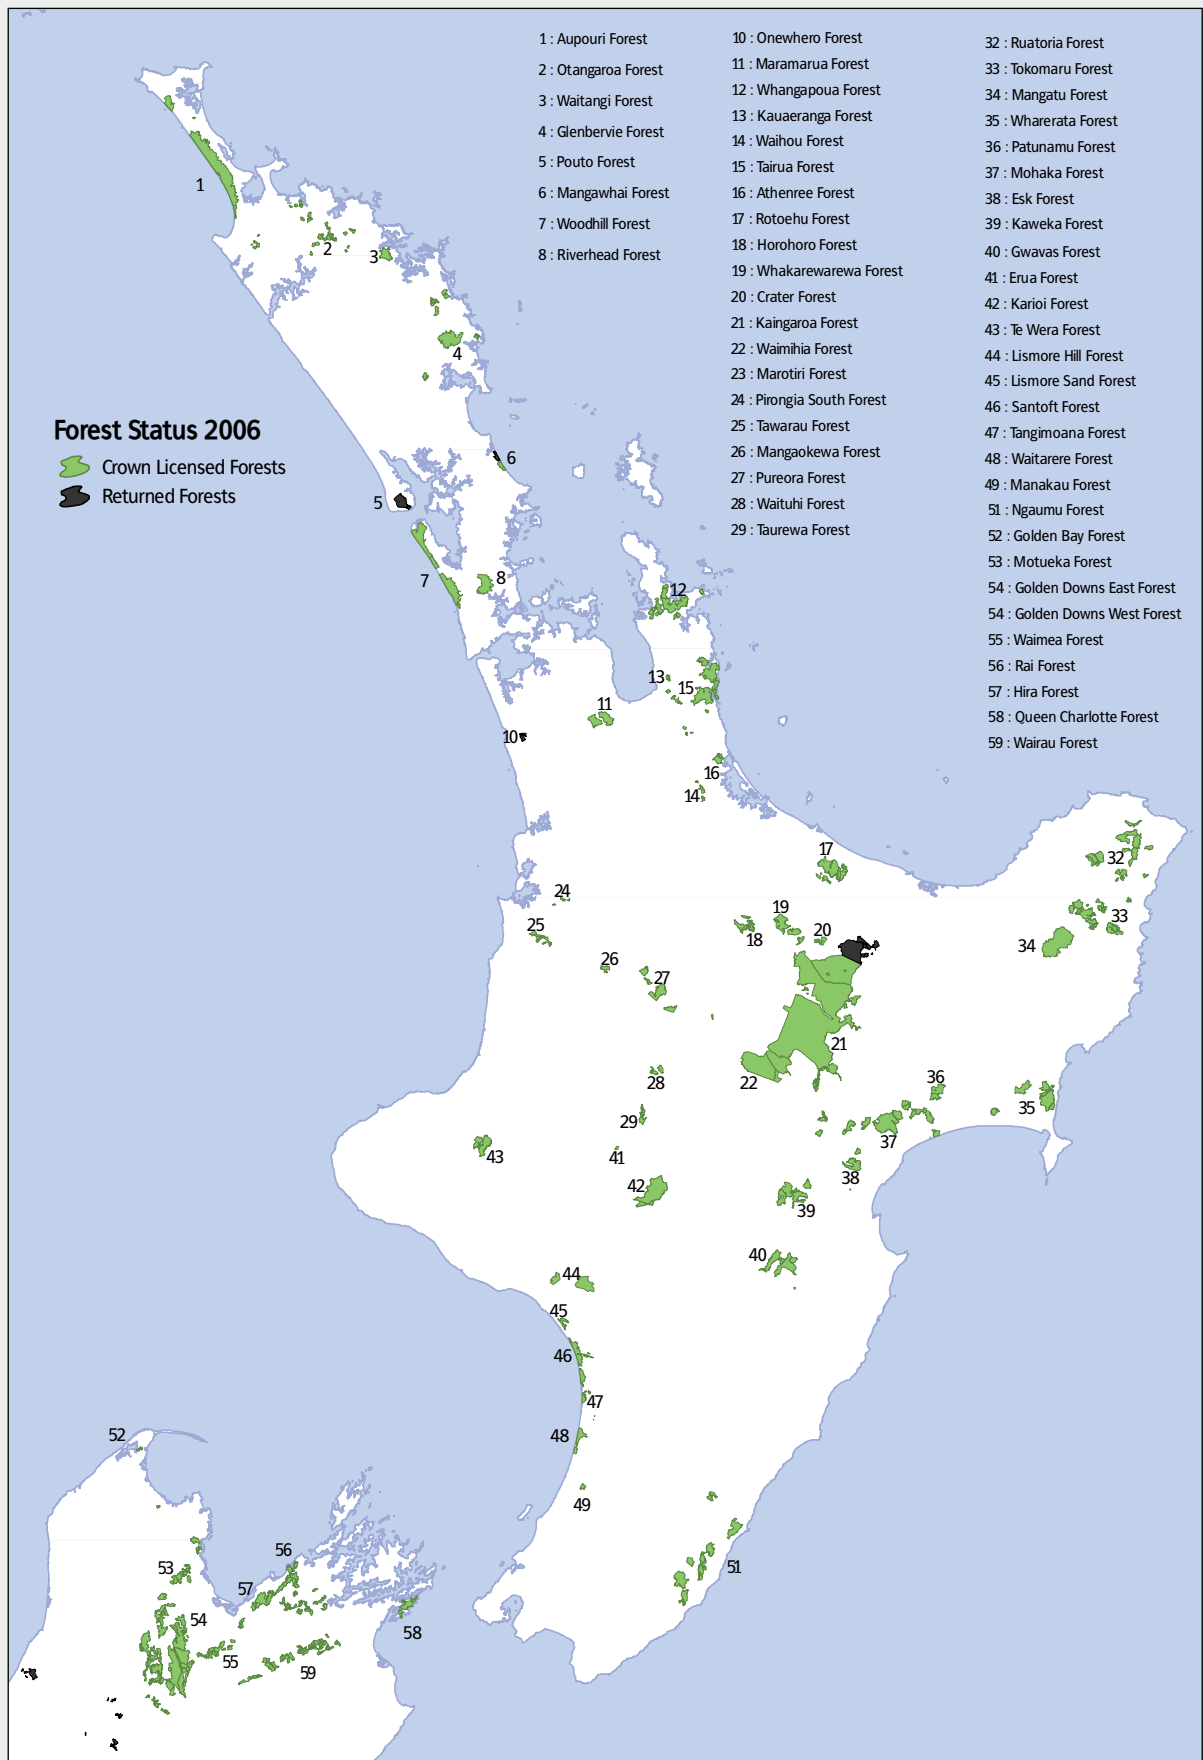 1 : Aupouri Forest
2 : Otangaroa Forest
3 : Waitangi Forest
4 : Glenbervie Forest
5 : Pouto Forest
6 : Mangawhai Forest
7 : Woodhill Forest
8 : Riverhead Forest
10 : Onewhero Forest
11 : Maramarua Forest
12 : Whangapoua Forest
13 : Kauaeranga Forest
14 : Waihou Forest
15 : Tairua Forest
16 : Athenree Forest
17 : Rotoehu Forest
18 : Horohoro Forest
19 : Whakarewarewa Forest
20 : Crater Forest
21 : Kaingaroa Forest
22 : Waimihia Forest
23 : Marotiri Forest
24 : Pirongia South Forest
25 : Tawarau Forest
26 : Mangaokewa Forest
27 : Pureora Forest
28 : Waituhi Forest
29 : Taurewa Forest
32 : Ruatoria Forest
33 : Tokomaru Forest
34 : Mangatu Forest
35 : Wharerata Forest
36 : Patunamu Forest
37 : Mohaka Forest
38 : Esk Forest
39 : Kaweka Forest
40 : Gwavas Forest
41 : Erua Forest
42 : Karioi Forest
43 : Te Wera Forest
44 : Lismore Hill Forest
45 : Lismore Sand Forest
46 : Santoft Forest
47 : Tangimoana Forest
48 : Waitarere Forest
49 : Manakau Forest
51 : Ngaumu Forest
52 : Golden Bay Forest
53 : Motueka Forest
54 : Golden Downs East Forest
54 : Golden Downs West Forest
55 : Waimea Forest
56 : Rai Forest
57 : Hira Forest
58 : Queen Charlotte Forest
59 : Wairau Forest
Forest Status 2006
Crown Licensed Forests
Returned Forests
1
2
3
4
6
5
7
8
12
13
15
11
10
16
14
17
32
24
19
33
25
20
18
34
26
27
21
22
28
36
35
29
37
43
41
38
42
39
40
44
45
46
47
52
48
49
56
53
51
57
54
58
55
59